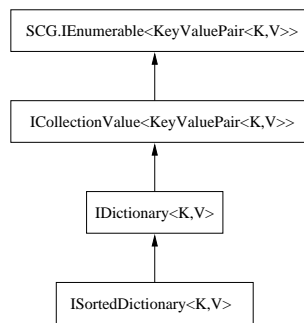 SCG.IEnumerable<KeyValuePair<K,V>>
ICollectionValue<KeyValuePair<K,V>>
IDictionary<K,V>
ISortedDictionary<K,V>